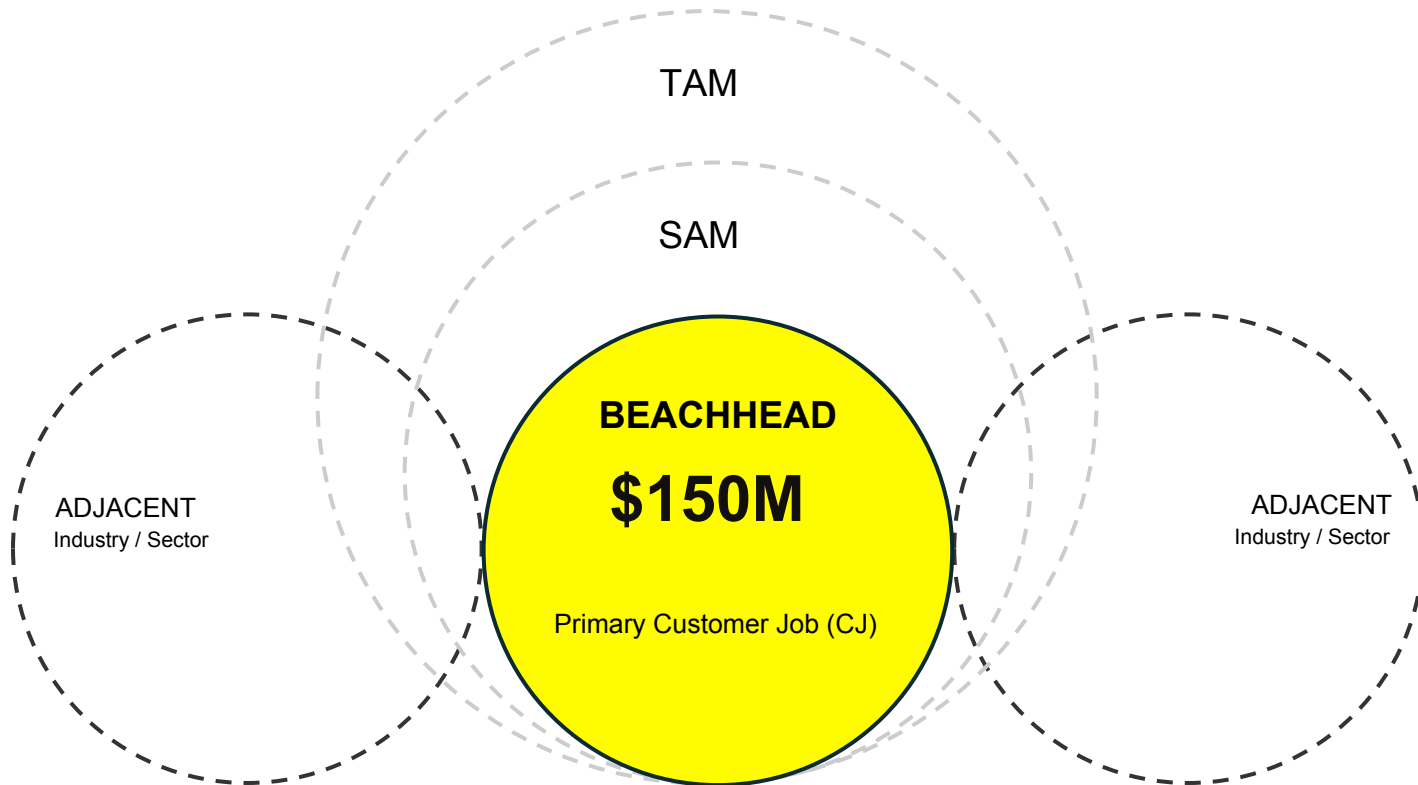 TAM
SAM
BEACHHEAD
$150M
Primary Customer Job (CJ)
ADJACENT
Industry / Sector
ADJACENT
Industry / Sector